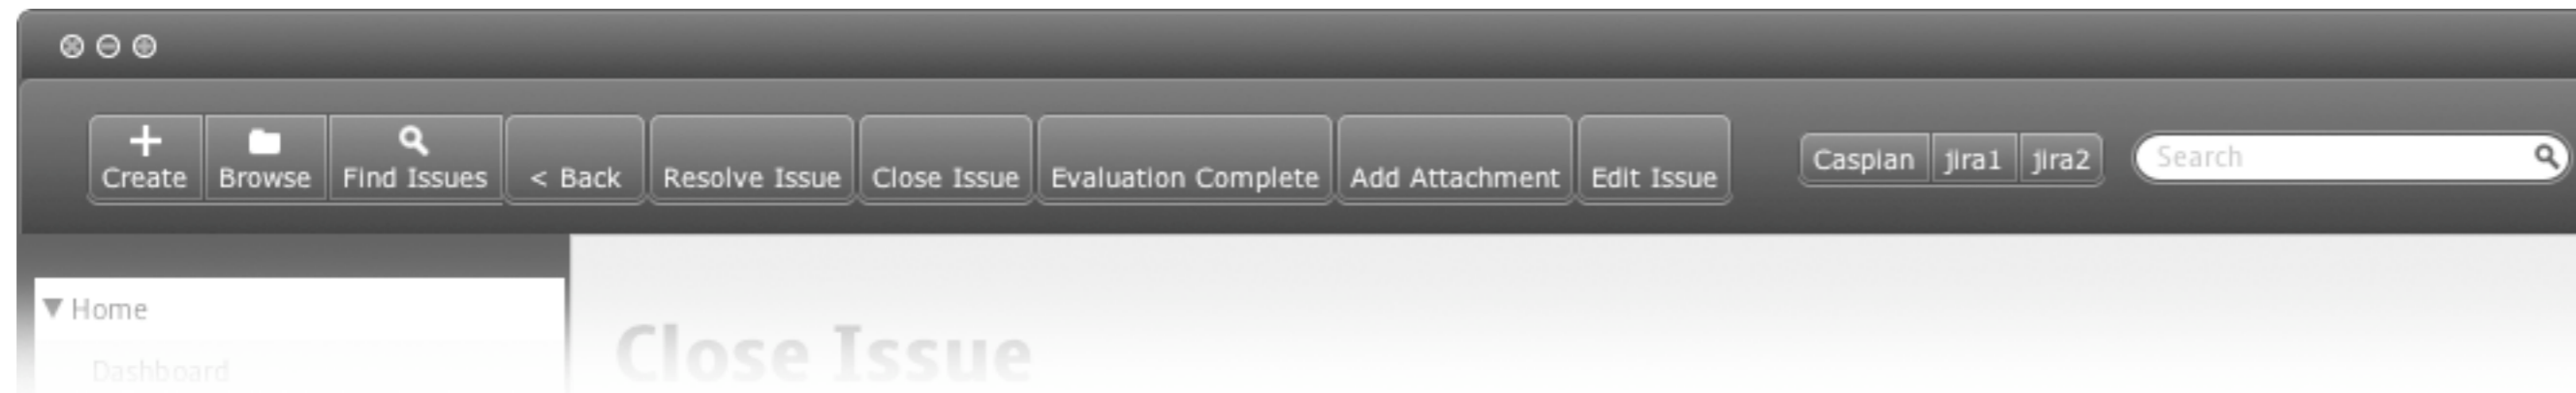 Create Browse Find Issues < Back Resolve Issue Close Issue Evaluation Complete Add Attachment Edit Issue Caspian jira1 jira2 Search
Home
Close Issue
Dashboard